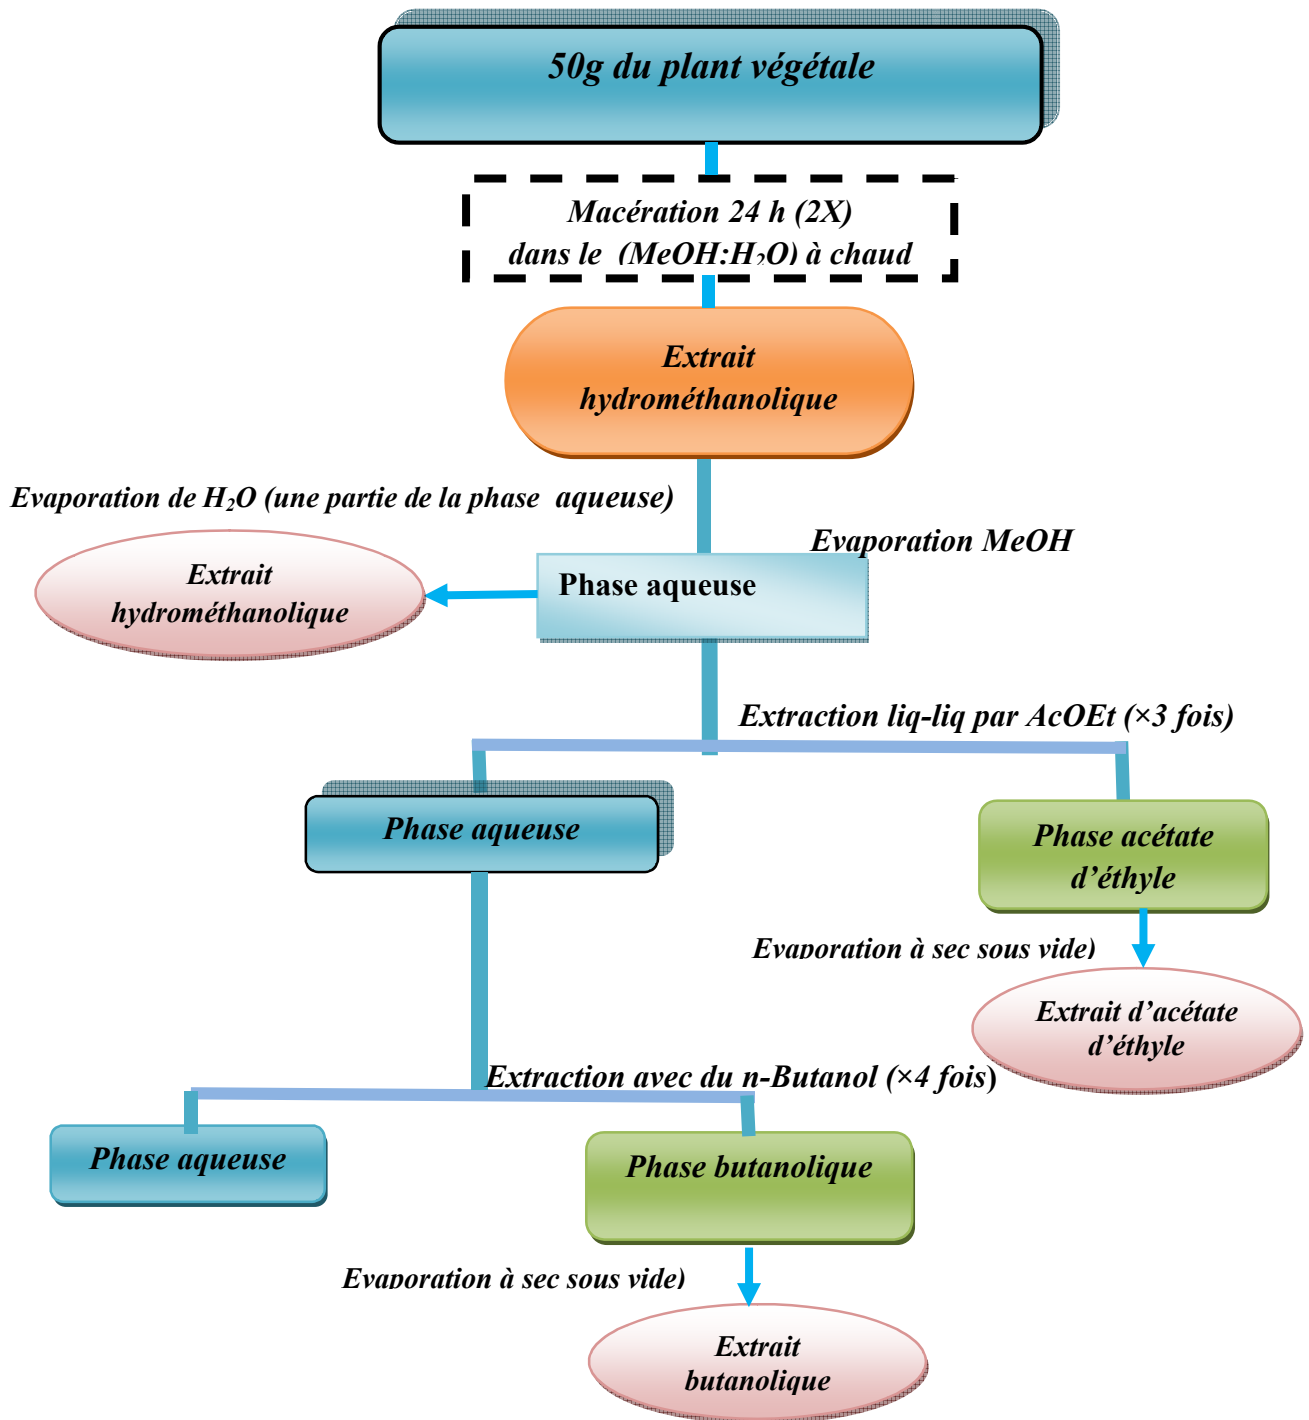 50g du plant végétale
Macération 24 h (2X)
dans le (MeOH:H₂O) à chaud
Extrait
hydrométhanolique
Evaporation de H₂O (une partie de la phase aqueuse)
Evaporation MeOH
Extrait
hydrométhanolique
Phase aqueuse
Extraction liq-liq par AcOEt (×3 fois)
Phase aqueuse
Phase acétate
d’éthyle
Evaporation à sec sous vide)
Extrait d’acétate
d’éthyle
Extraction avec du n-Butanol (×4 fois)
Phase aqueuse
Phase butanolique
Evaporation à sec sous vide)
Extrait
butanolique